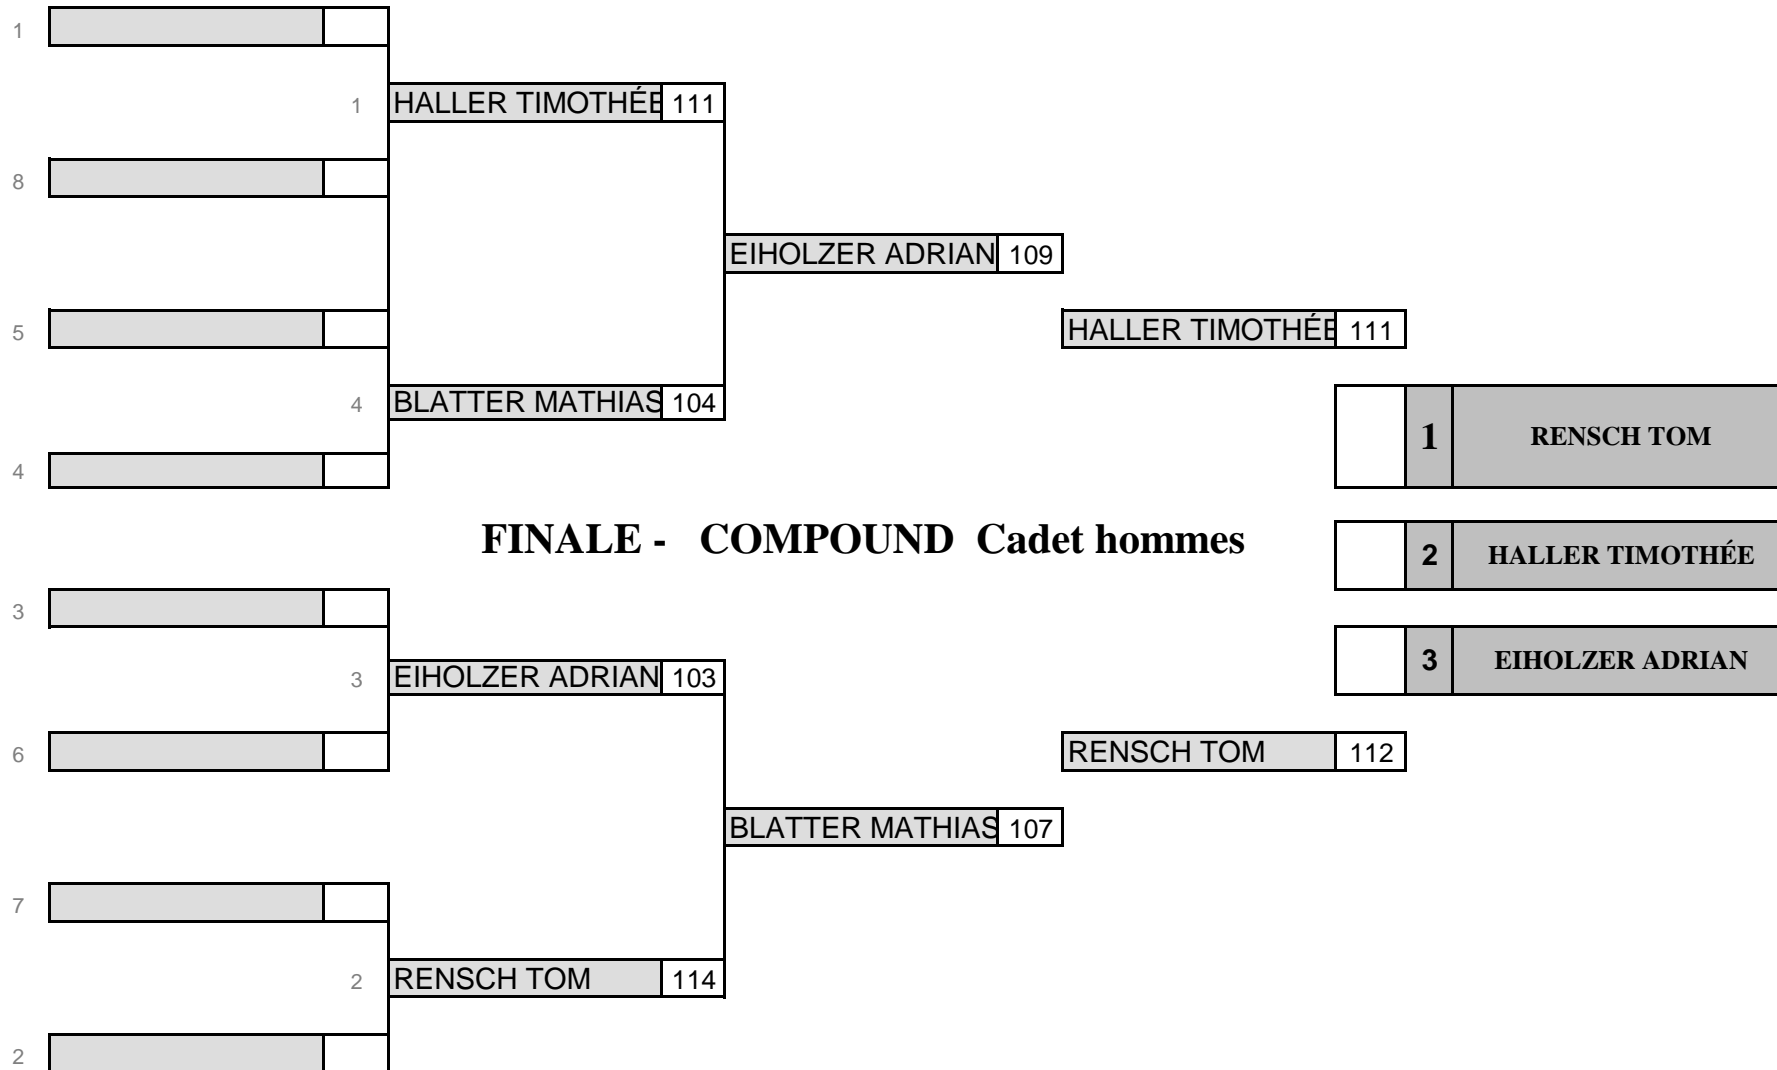 1
1 HALLER TIMOTHÉE 111
8
EIHOLZER ADRIAN 109
5 HALLER TIMOTHÉE 111
4 BLATTER MATHIAS 104
1 RENSCH TOM
4
FINALE - COMPOUND Cadet hommes
2 HALLER TIMOTHÉE
3
3 EIHOLZER ADRIAN 103
3 EIHOLZER ADRIAN
6 RENSCH TOM 112
BLATTER MATHIAS 107
7
2 RENSCH TOM 114
2